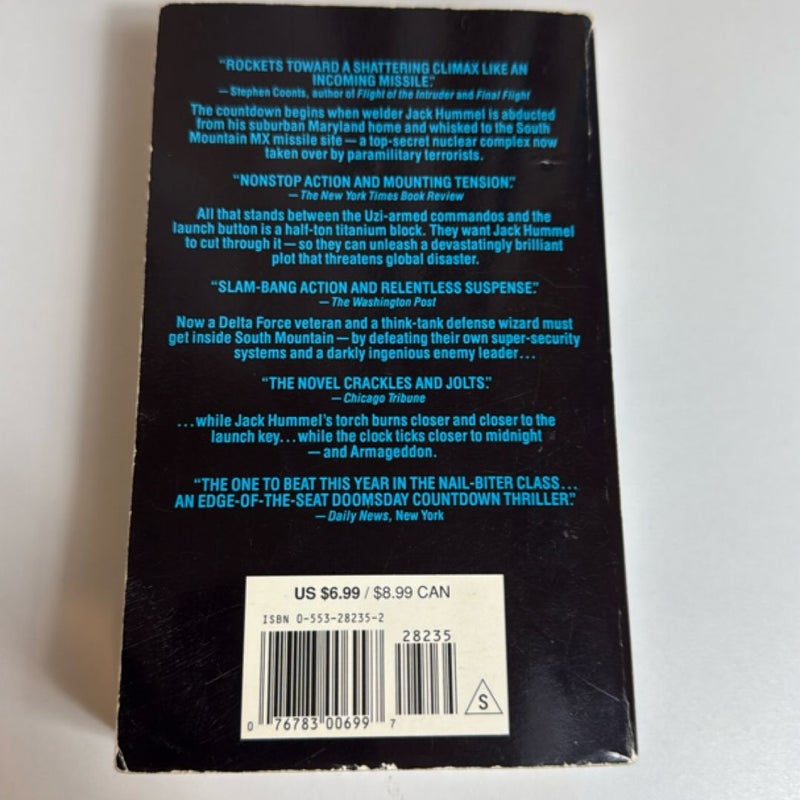 "ROCKETS TOWARD A SHATTERING CLIMAX LIKE AN
INCOMING MISSILE."
— Stephen Coonts, author of Flight of the Intruder and Final Flight
The countdown begins when welder Jack Hummel is abducted
from his suburban Maryland home and whisked to the South
Mountain MX missile site — a top-secret nuclear complex now
taken over by paramilitary terrorists.
"NONSTOP ACTION AND MOUNTING TENSION."
— The New York Times Book Review
All that stands between the Uzi-armed commandos and the
launch button is a half-ton titanium block. They want Jack Hummel
to cut through it — so they can unleash a devastatingly brilliant
plot that threatens global disaster.
"SLAM-BANG ACTION AND RELENTLESS SUSPENSE."
— The Washington Post
Now a Delta Force veteran and a think-tank defense wizard must
get inside South Mountain — by defeating their own super-security
systems and a darkly ingenious enemy leader...
"THE NOVEL CRACKLES AND JOLTS."
— Chicago Tribune
...while Jack Hummel's torch burns closer and closer to the
launch key...while the clock ticks closer to midnight
— and Armageddon.
"THE ONE TO BEAT THIS YEAR IN THE NAIL-BITER CLASS...
AN EDGE-OF-THE-SEAT DOOMSDAY COUNTDOWN THRILLER."
— Daily News, New York
US $6.99 / $8.99 CAN
ISBN 0-553-28235-2
28235
S
0 76783 00699 7